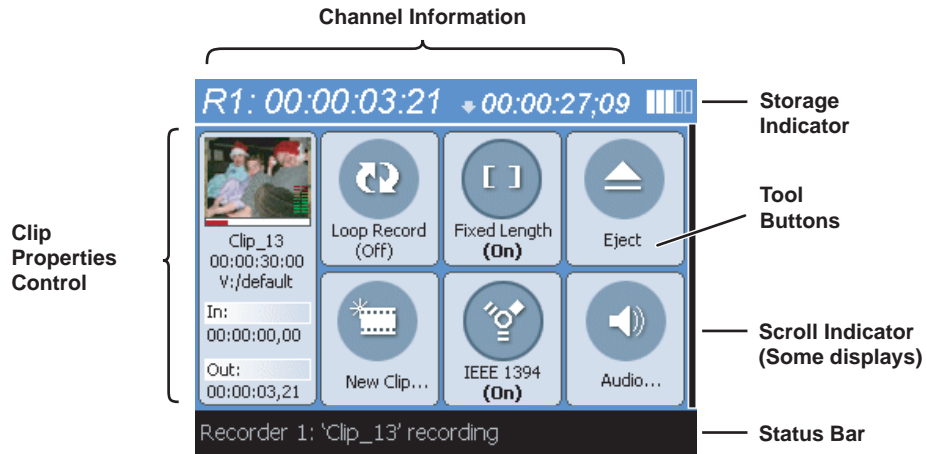 Channel Information
R1: 00:00:03:21 00:00:27;09
Storage
Indicator
Clip
Properties
Control
Clip_13
00:00:30:00
V:/default
In:
00:00:00,00
Out:
00:00:03,21
Loop Record
(Off)
Fixed Length
(On)
Eject
Tool
Buttons
New Clip...
IEEE 1394
(On)
Audio...
Scroll Indicator
(Some displays)
Recorder 1: 'Clip_13' recording
Status Bar